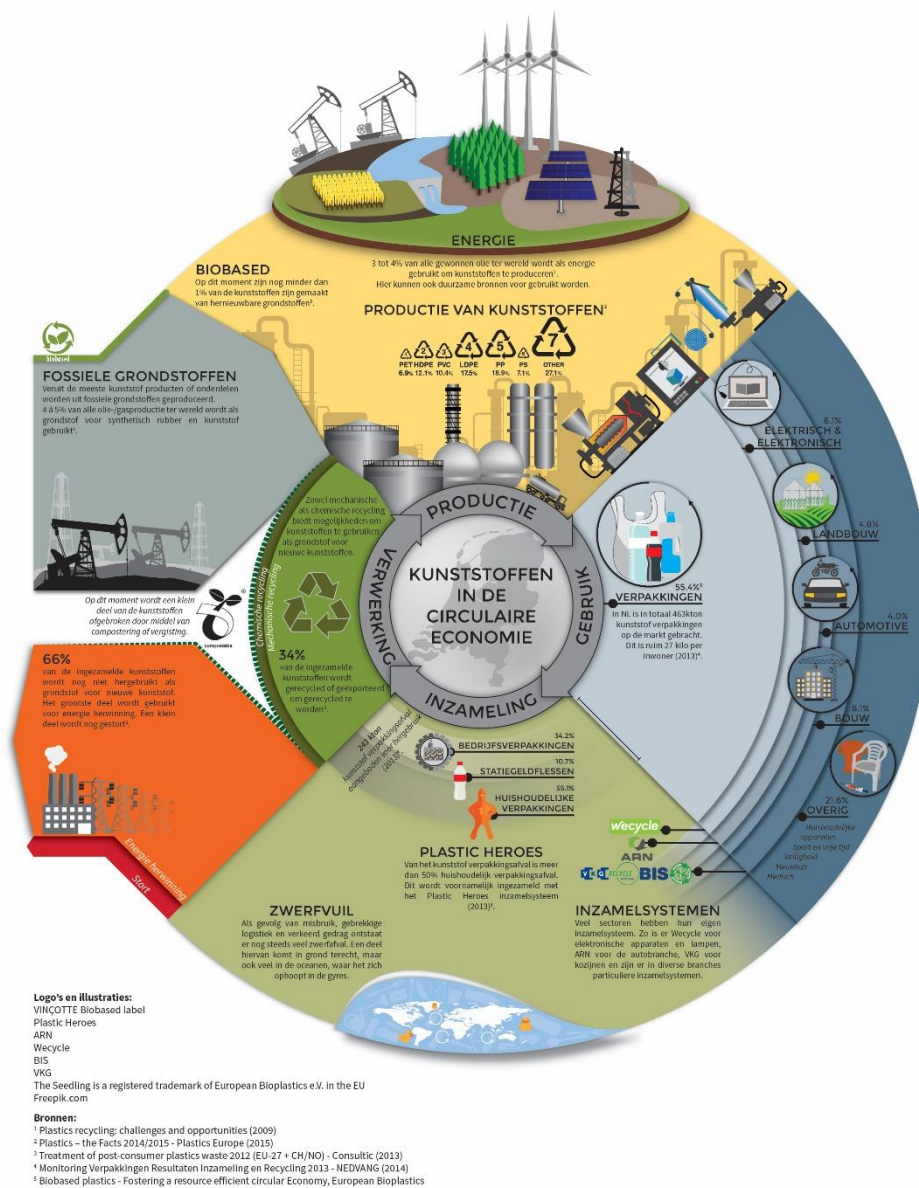 ENERGIE
3 tot 4% van alle gewonnen olie ter wereld wordt als energie
gebruikt om kunststoffen te produceren¹.
Hier kunnen ook duurzame bronnen voor gebruikt worden.
BIOBASED
Op dit moment zijn nog minder dan
1% van de kunststoffen zijn gemaakt
van hernieuwbare grondstoffen⁵.
PRODUCTIE VAN KUNSTSTOFFEN²
2
3
4
5
7
PET HDPE PVC LDPE PP PS OTHER
6.9% 12.1% 10.4% 17.5% 18.9% 7.1% 27.1%
biobased
FOSSIELE GRONDSTOFFEN
Veruit de meeste kunststof producten of onderdelen
worden uit fossiele grondstoffen geproduceerd.
4 á 5% van alle olie-/gasproductie ter wereld wordt als
grondstof voor synthetisch rubber en kunststof
gebruikt¹.
Zowel mechanische
als chemische recycling
biedt mogelijkheden om
kunststoffen te gebruiken
als grondstof voor
nieuwe kunststoffen.
Chemische recycling
Mechanische recycling
34%
van de ingezamelde
kunststoffen wordt
gerecycled of geëxporteerd
om gerecycled te
worden³.
Op dit moment wordt een klein
deel van de kunststoffen
afgebroken door middel van
compostering of vergisting.
compostable
66%
van de ingezamelde kunststoffen
wordt nog niet hergebruikt als
grondstof voor nieuwe kunststof.
Het grootste deel wordt gebruikt
voor energie herwinning. Een klein
deel wordt nog gestort³.
Energie herwinning
Stort
PRODUCTIE
GEBRUIK
INZAMELING
VERWERKING
KUNSTSTOFFEN
IN DE
CIRCULAIRE
ECONOMIE
55.4%³
VERPAKKINGEN
In NL is in totaal 463kton
kunststof verpakkingen
op de markt gebracht.
Dit is ruim 27 kilo per
inwoner (2013)⁴.
6.1%
ELEKTRISCH &
ELEKTRONISCH
4.8%
LANDBOUW
4.0%
AUTOMOTIVE
8.1%
BOUW
21.6%
OVERIG
Huishoudelijke
apparaten
Sport en vrije tijd
Veiligheid
Meubilair
Medisch
243 kton
kunststof verpakkingsafval
aangeboden voor hergebruik
(2013)⁴.
34.2%
BEDRIJFSVERPAKKINGEN
10.7%
STATIEGELDFLESSEN
55.1%
HUISHOUDELIJKE
VERPAKKINGEN
PLASTIC HEROES
Van het kunststof verpakkingsafval is meer
dan 50% huishoudelijk verpakkingsafval.
Dit wordt voornamelijk ingezameld met
het Plastic Heroes inzamelsysteem
ZWERFVUIL
Als gevolg van misbruik, gebrekkige
logistiek en verkeerd gedrag ontstaat
er nog steeds veel zwerfafval. Een deel
hiervan komt in grond terecht, maar
ook veel in de oceanen, waar het zich
ophoopt in de gyres.
wecycle
ARN
VKG RECYCLE
BIS
INZAMELSYSTEMEN
Veel sectoren hebben hun eigen
inzamelsysteem. Zo is er Wecycle voor
elektronische apparaten en lampen,
ARN voor de autobranche, VKG voor
kozijnen en zijn er in diverse branches
particuliere inzamelsystemen.
Logo's en illustraties:
VINÇOTTE Biobased label
Plastic Heroes
ARN
Wecycle
BIS
VKG
The Seedling is a registered trademark of European Bioplastics e.V. in the EU
Freepik.com
Bronnen:
¹ Plastics recycling: challenges and opportunities (2009)
² Plastics – the Facts 2014/2015 - Plastics Europe (2015)
³ Treatment of post-consumer plastics waste 2012 (EU-27 + CH/NO) - Consultic (2013)
⁴ Monitoring Verpakkingen Resultaten Inzameling en Recycling 2013 - NEDVANG (2014)
⁵ Biobased plastics - Fostering a resource efficient circular Economy, European Bioplastics